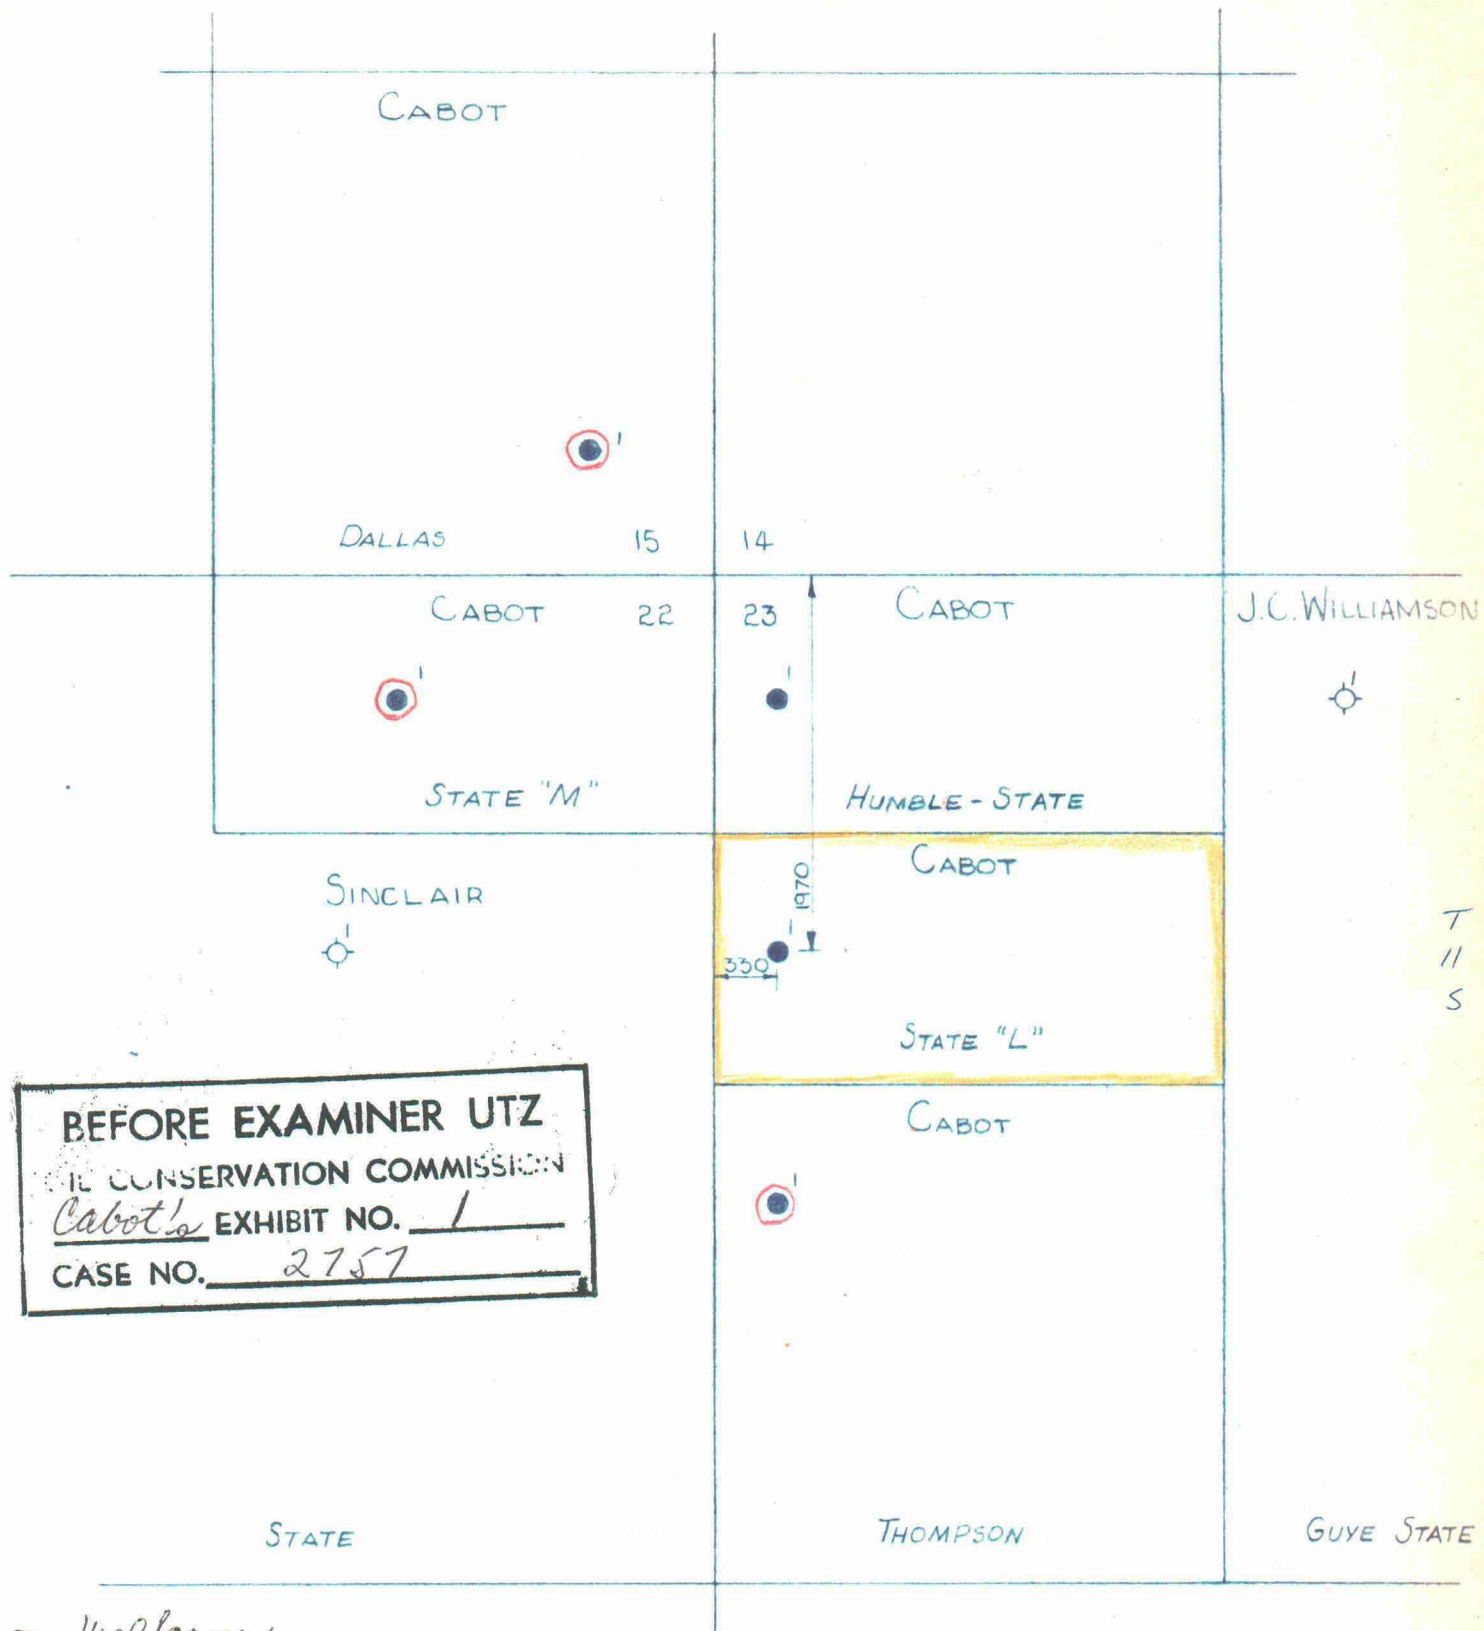 CABOT
1
DALLAS 15 14
CABOT 22 23 CABOT J.C. WILLIAMSON
1 1 1
STATE "M" HUMBLE - STATE
CABOT
SINCLAIR 1970
1 1
330
T
11
S
STATE "L"
BEFORE EXAMINER UTZ
OIL CONSERVATION COMMISSION
Cabot's EXHIBIT NO. 1
CASE NO. 2757
CABOT
1
STATE THOMPSON GUYE STATE